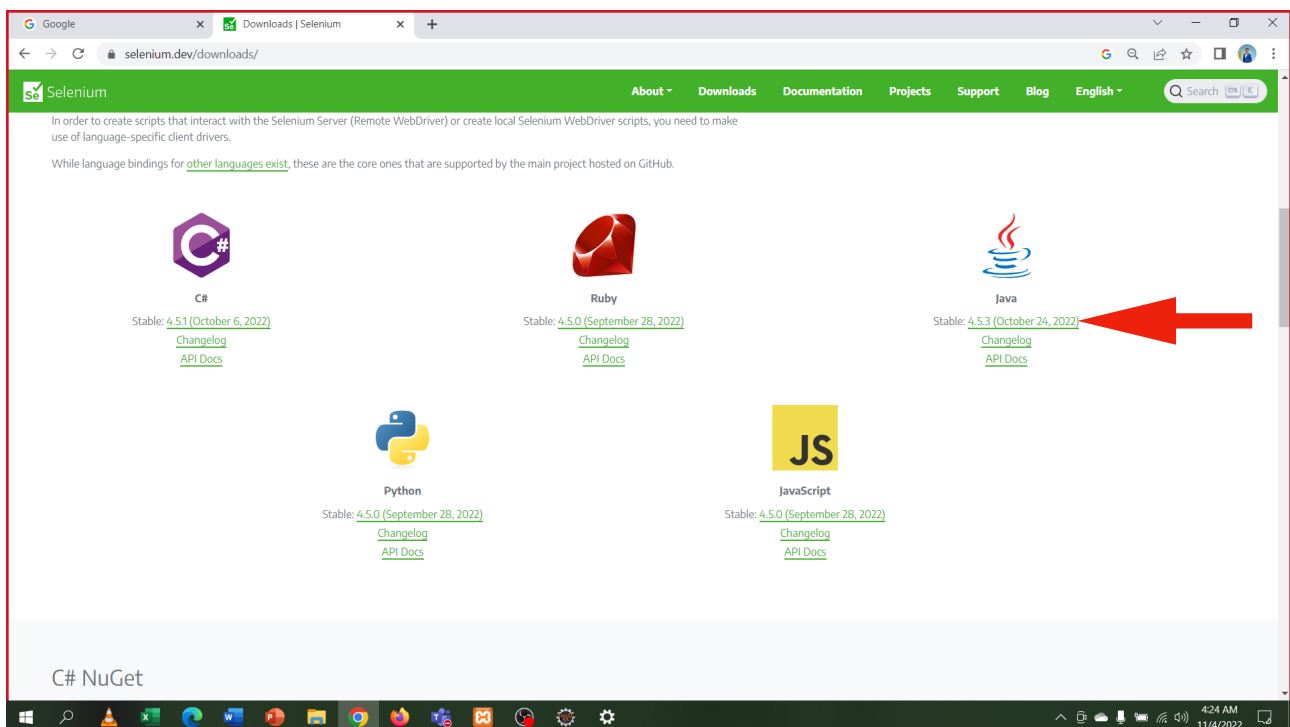 Google
Downloads | Selenium
selenium.dev/downloads/
Se Selenium
About Downloads Documentation Projects Support Blog English Search CTRL K
In order to create scripts that interact with the Selenium Server (Remote WebDriver) or create local Selenium WebDriver scripts, you need to make
use of language-specific client drivers.
While language bindings for other languages exist, these are the core ones that are supported by the main project hosted on GitHub.
C#
C#
Stable: 4.5.1 (October 6, 2022)
Changelog
API Docs
Ruby
Stable: 4.5.0 (September 28, 2022)
Changelog
API Docs
Java
Stable: 4.5.3 (October 24, 2022)
Changelog
API Docs
Python
Stable: 4.5.0 (September 28, 2022)
Changelog
API Docs
JS
JavaScript
Stable: 4.5.0 (September 28, 2022)
Changelog
API Docs
C# NuGet
4:24 AM
11/4/2022